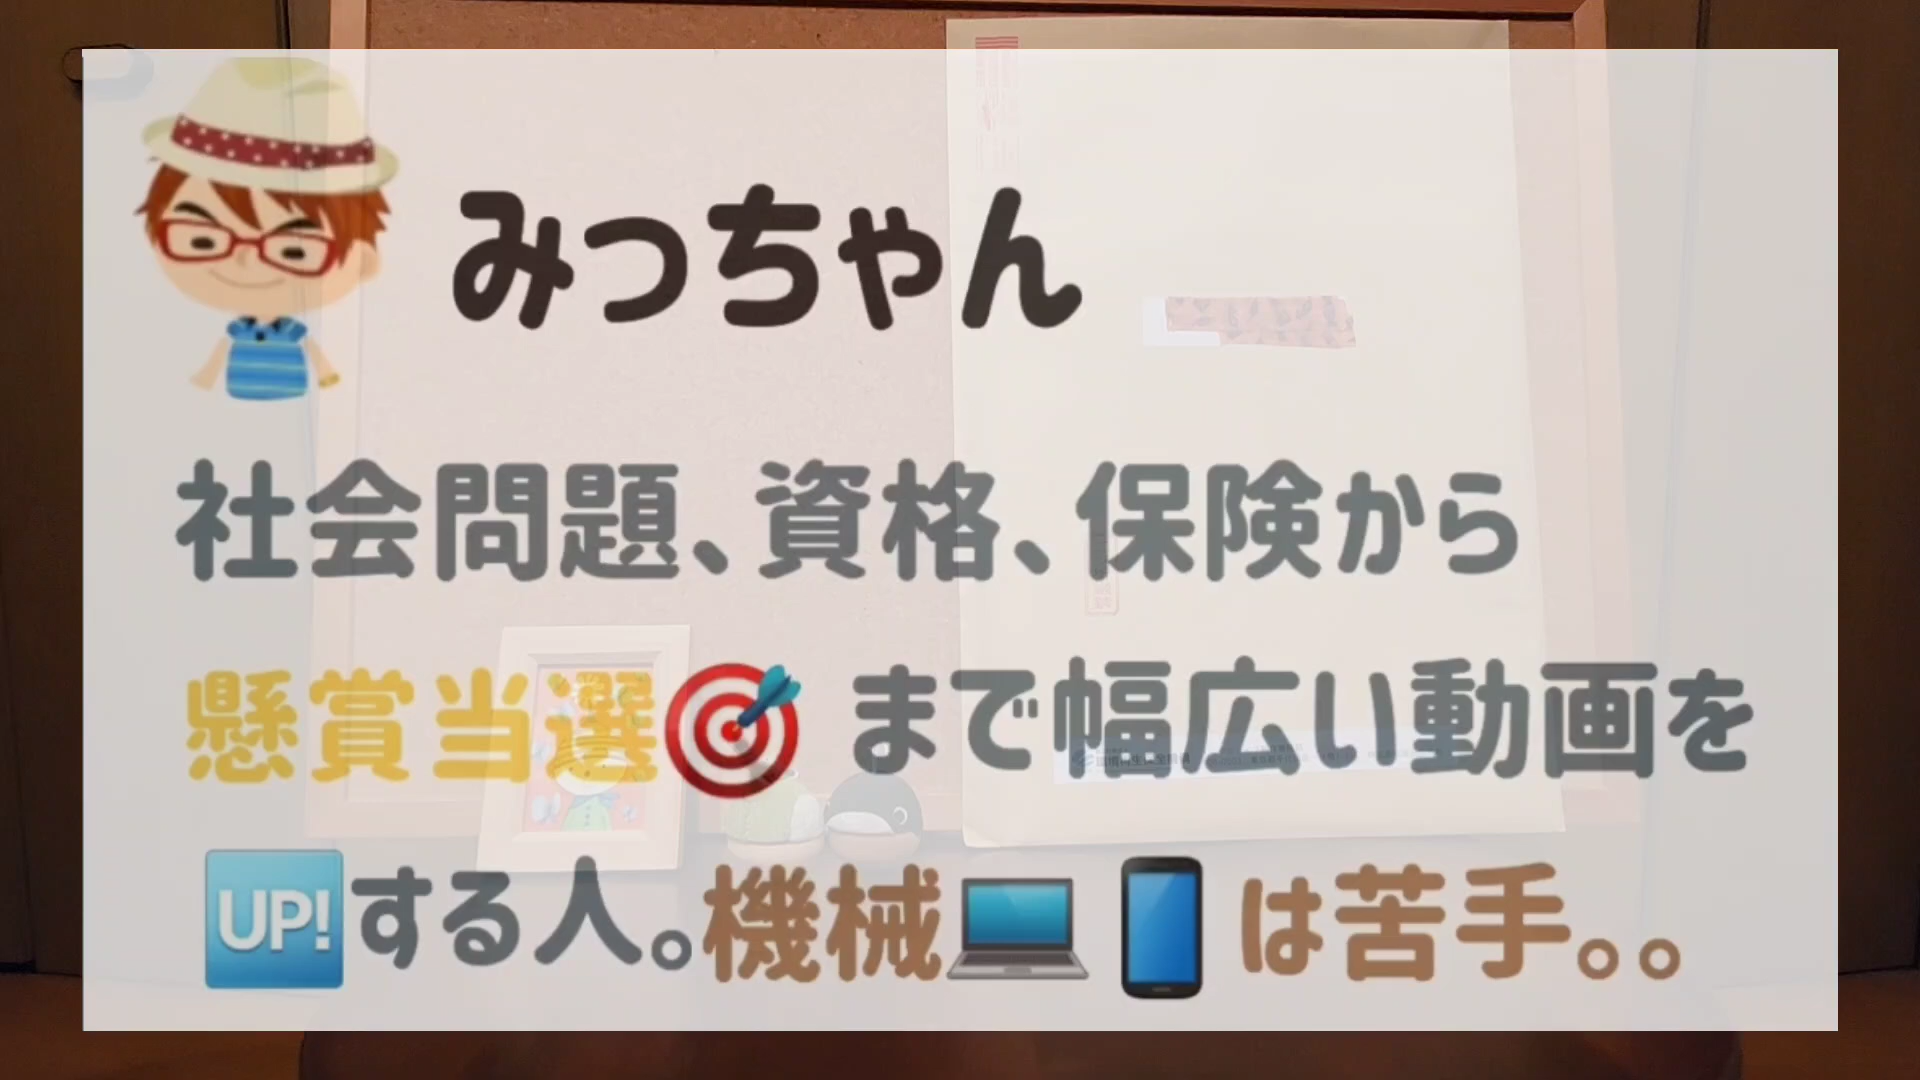 みっちゃん
社会問題、資格、保険から
懸賞当選🎯まで幅広い動画を
UP!する人。機械💻📱は苦手。。